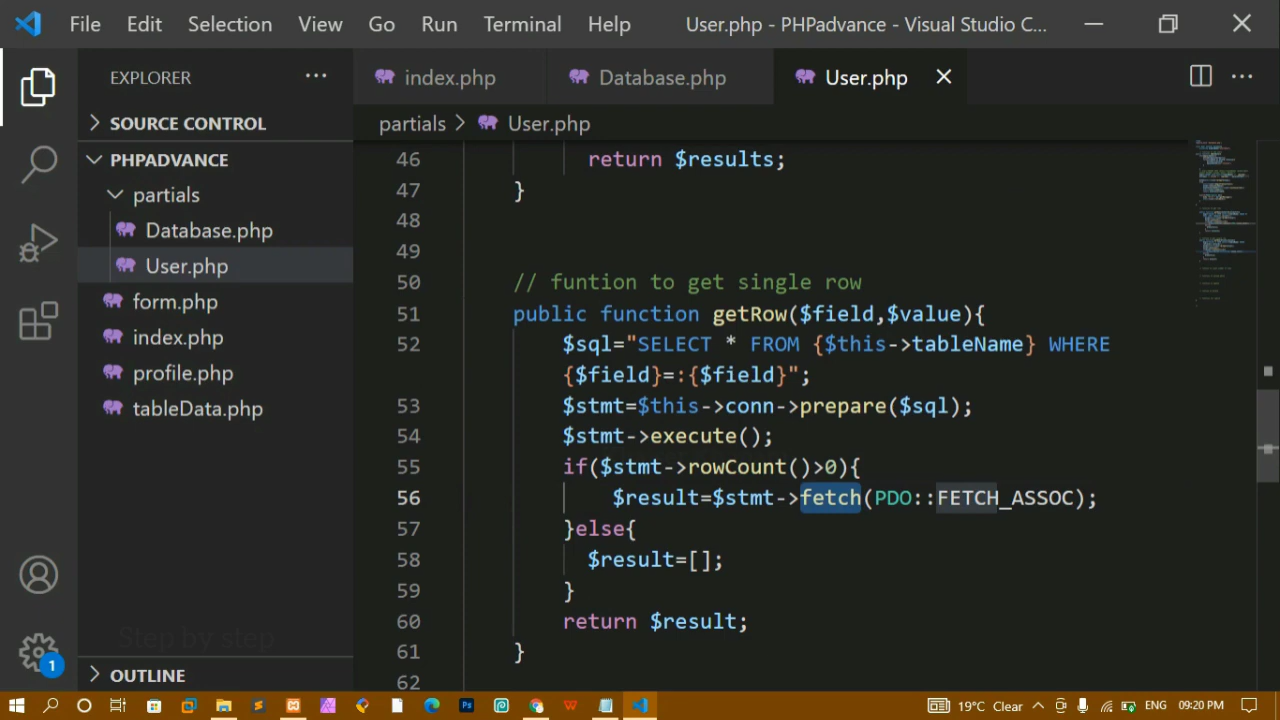 File Edit Selection View Go Run Terminal Help User.php - PHPadvance - Visual Studio C...
EXPLORER
index.php Database.php User.php
SOURCE CONTROL
partials > User.php
PHPADVANCE
partials
Database.php
User.php
form.php
index.php
profile.php
tableData.php
Step by step
OUTLINE
1
46 return $results;
47 }
48
49
50 // funtion to get single row
51 public function getRow($field,$value){
52 $sql="SELECT * FROM {$this->tableName} WHERE
{$field}=:{$field}";
53 $stmt=$this->conn->prepare($sql);
54 $stmt->execute();
55 if($stmt->rowCount()>0){
56 $result=$stmt->fetch(PDO::FETCH_ASSOC);
57 }else{
58 $result=[];
59 }
60 return $result;
61 }
62
19°C Clear ENG 09:20 PM